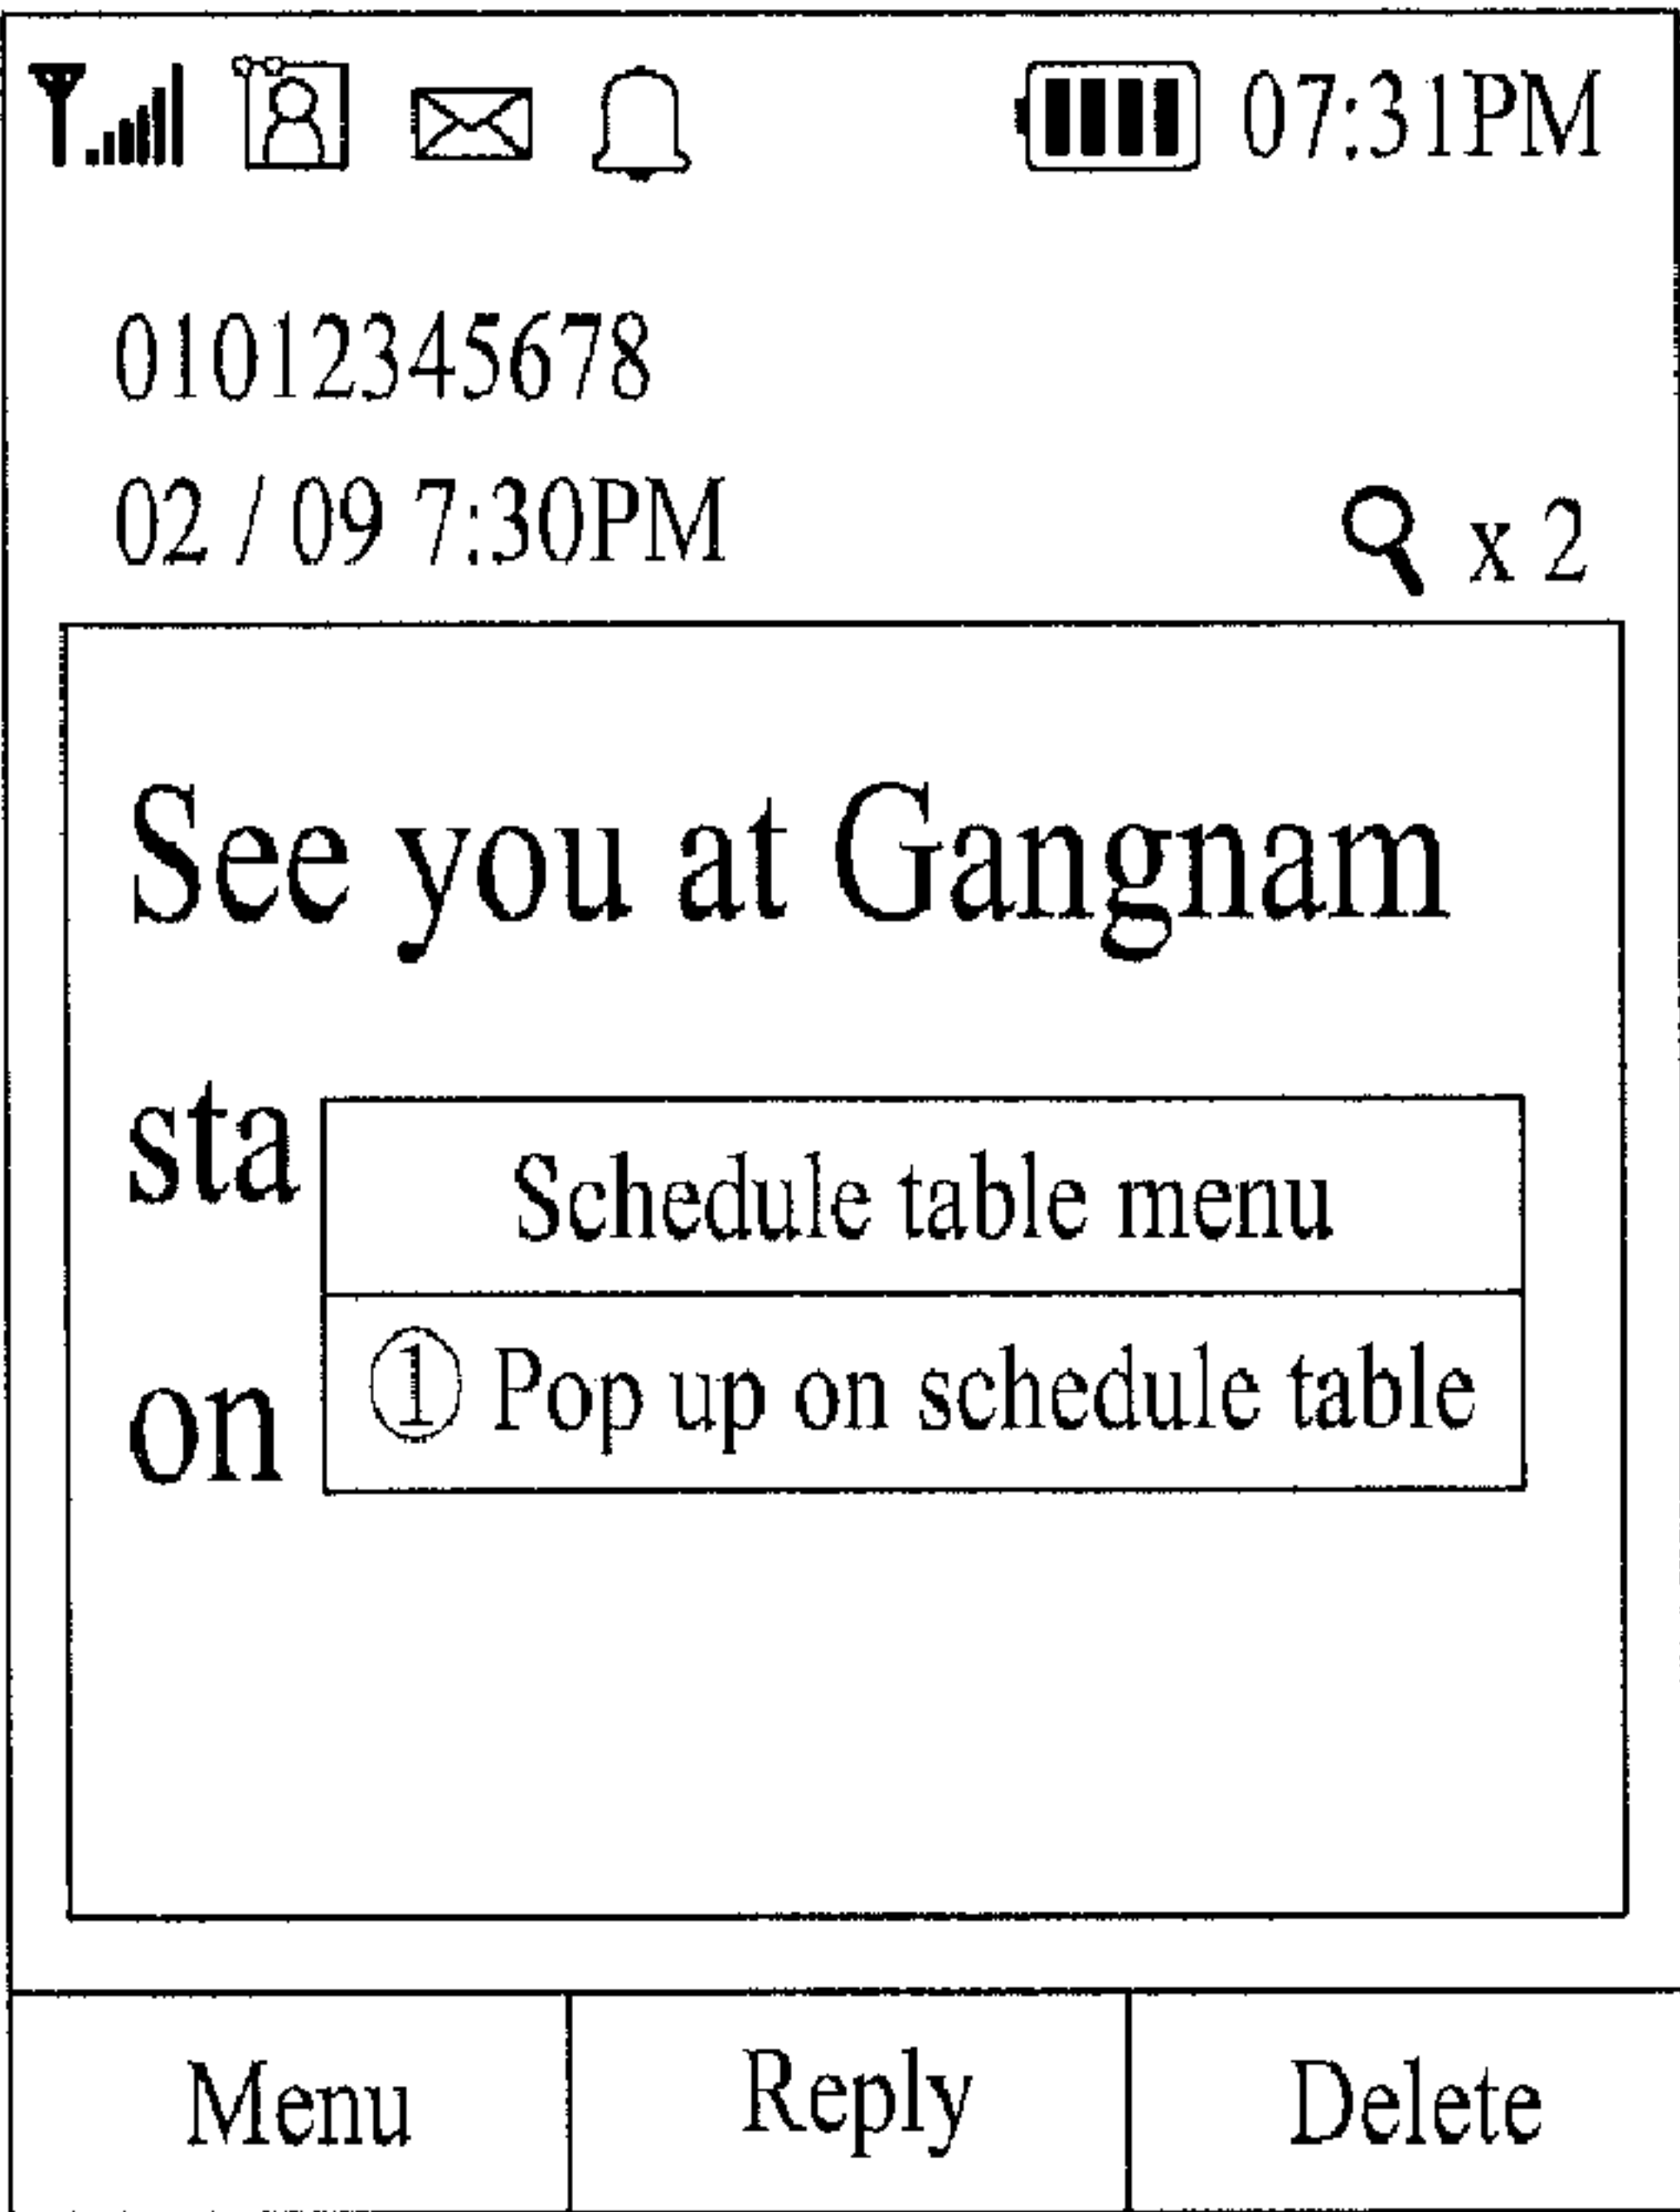 07:31PM
01012345678
02 / 09 7:30PM
x 2
See you at Gangnam
sta
Schedule table menu
on
① Pop up on schedule table
Menu Reply Delete